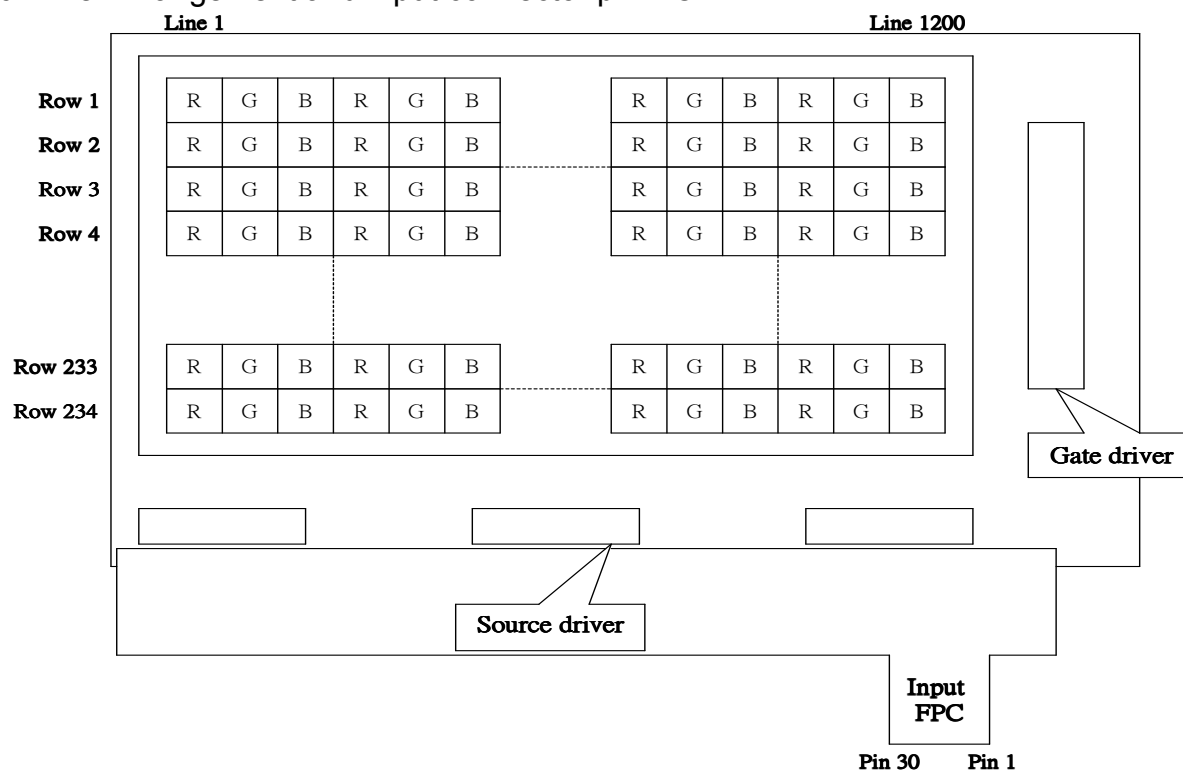 Line 1 Line 1200
Row 1 R G B R G B R G B R G B
Row 2 R G B R G B R G B R G B
Row 3 R G B R G B R G B R G B
Row 4 R G B R G B R G B R G B
Row 233 R G B R G B R G B R G B
Row 234 R G B R G B R G B R G B
Gate driver
Source driver
Input
FPC
Pin 30 Pin 1